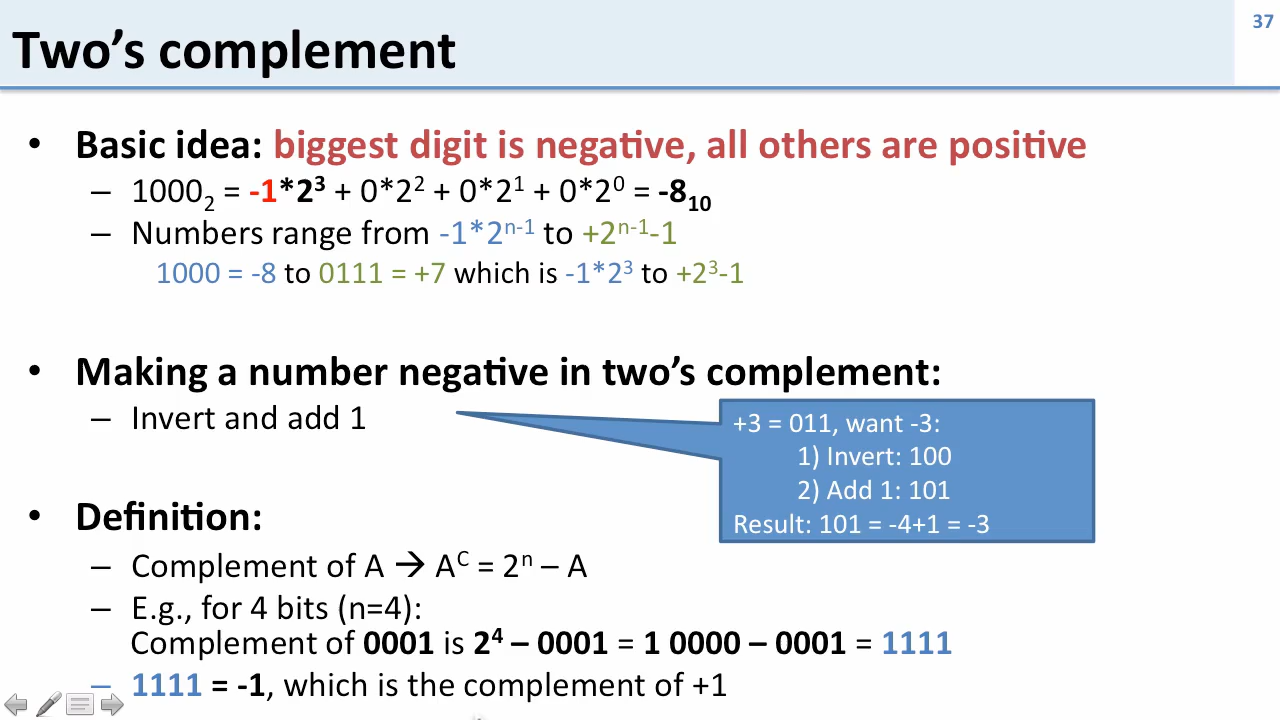 37
Two's complement
• Basic idea: biggest digit is negative, all others are positive
– 1000₂ = -1*2³ + 0*2² + 0*2¹ + 0*2⁰ = -8₁₀
– Numbers range from -1*2ⁿ⁻¹ to +2ⁿ⁻¹-1
1000 = -8 to 0111 = +7 which is -1*2³ to +2³-1
• Making a number negative in two's complement:
– Invert and add 1
+3 = 011, want -3:
1) Invert: 100
2) Add 1: 101
Result: 101 = -4+1 = -3
• Definition:
– Complement of A → Aᶜ = 2ⁿ – A
– E.g., for 4 bits (n=4):
Complement of 0001 is 2⁴ – 0001 = 1 0000 – 0001 = 1111
– 1111 = -1, which is the complement of +1